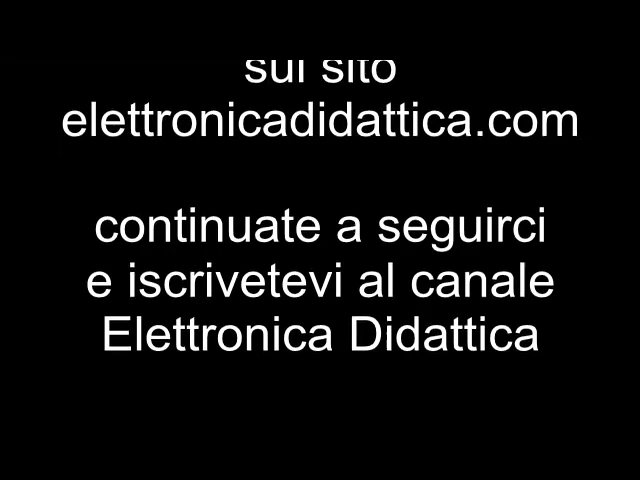 sul sito
elettronicadidattica.com
continuate a seguirci
e iscrivetevi al canale
Elettronica Didattica